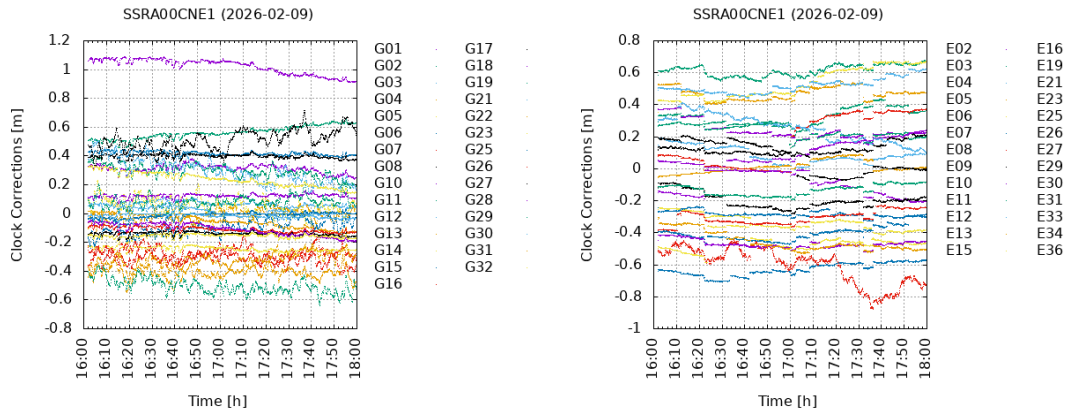 SSRA00CNE1 (2026-02-09)
Clock Corrections [m]
1.2
1
0.8
0.6
0.4
0.2
0
-0.2
-0.4
-0.6
-0.8
16:00
16:10
16:20
16:30
16:40
16:50
17:00
17:10
17:20
17:30
17:40
17:50
18:00
Time [h]
G01 G17
G02 G18
G03 G19
G04 G21
G05 G22
G06 G23
G07 G25
G08 G26
G10 G27
G11 G28
G12 G29
G13 G30
G14 G31
G15 G32
G16
SSRA00CNE1 (2026-02-09)
Clock Corrections [m]
0.8
0.6
0.4
0.2
0
-0.2
-0.4
-0.6
-0.8
-1
16:00
16:10
16:20
16:30
16:40
16:50
17:00
17:10
17:20
17:30
17:40
17:50
18:00
Time [h]
E02 E16
E03 E19
E04 E21
E05 E23
E06 E25
E07 E26
E08 E27
E09 E29
E10 E30
E11 E31
E12 E33
E13 E34
E15 E36